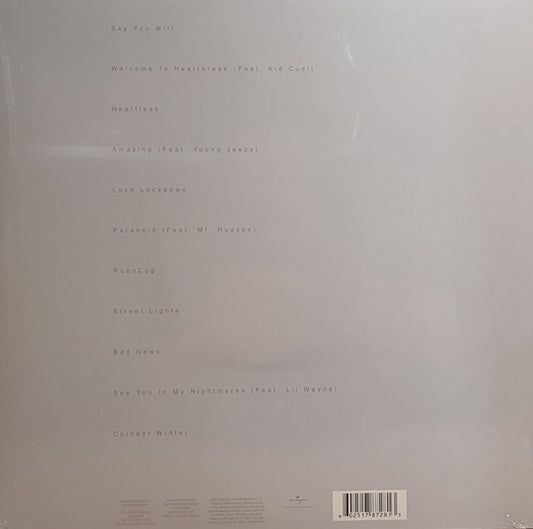 Say You Will
Welcome To Heartbreak (Feat. Kid Cudi)
Heartless
Amazing (Feat. Young Jeezy)
Love Lockdown
Paranoid (Feat. Mr. Hudson)
RoboCop
Street Lights
Bad News
See You In My Nightmares (Feat. Lil Wayne)
Coldest Winter